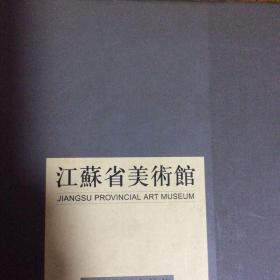 江蘇省美術館
JIANGSU PROVINCIAL ART MUSEUM